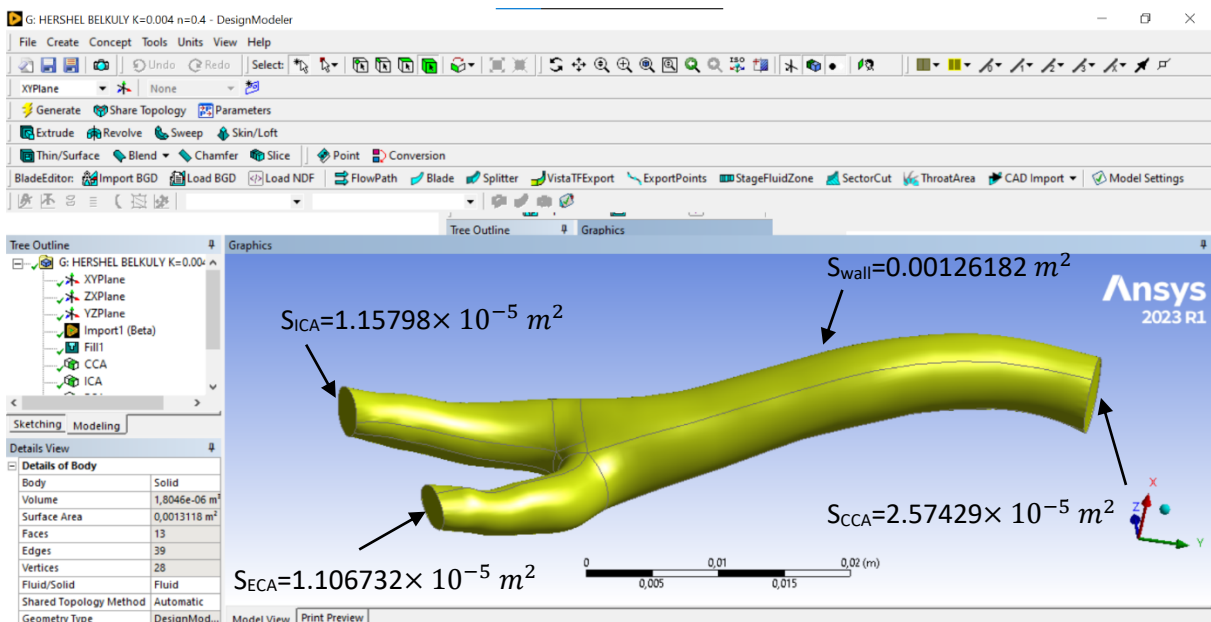 G: HERSHEL BELKULY K=0.004 n=0.4 - DesignModeler
File Create Concept Tools Units View Help
Undo Redo Select:
XYPlane None
Generate Share Topology Parameters
Extrude Revolve Sweep Skin/Loft
Thin/Surface Blend Chamfer Slice Point Conversion
BladeEditor: Import BGD Load BGD Load NDF FlowPath Blade Splitter VistaTFExport ExportPoints StageFluidZone SectorCut ThroatArea CAD Import Model Settings
Tree Outline Graphics
Tree Outline Graphics
G: HERSHEL BELKULY K=0.00
XYPlane
ZXPlane
YZPlane
Import1 (Beta)
Fill1
CCA
ICA
Sketching Modeling
Details View
Details of Body
Body Solid
Volume 1,8046e-06 m³
Surface Area 0,0013118 m²
Faces 13
Edges 39
Vertices 28
Fluid/Solid Fluid
Shared Topology Method Automatic
Geometry Type DesignMod...
S_wall=0.00126182 m²
Ansys
2023 R1
S_ICA=1.15798× 10⁻⁵ m²
S_CCA=2.57429× 10⁻⁵ m²
S_ECA=1.106732× 10⁻⁵ m²
X
Z
Y
0 0,01 0,02 (m)
0,005 0,015
Model View Print Preview